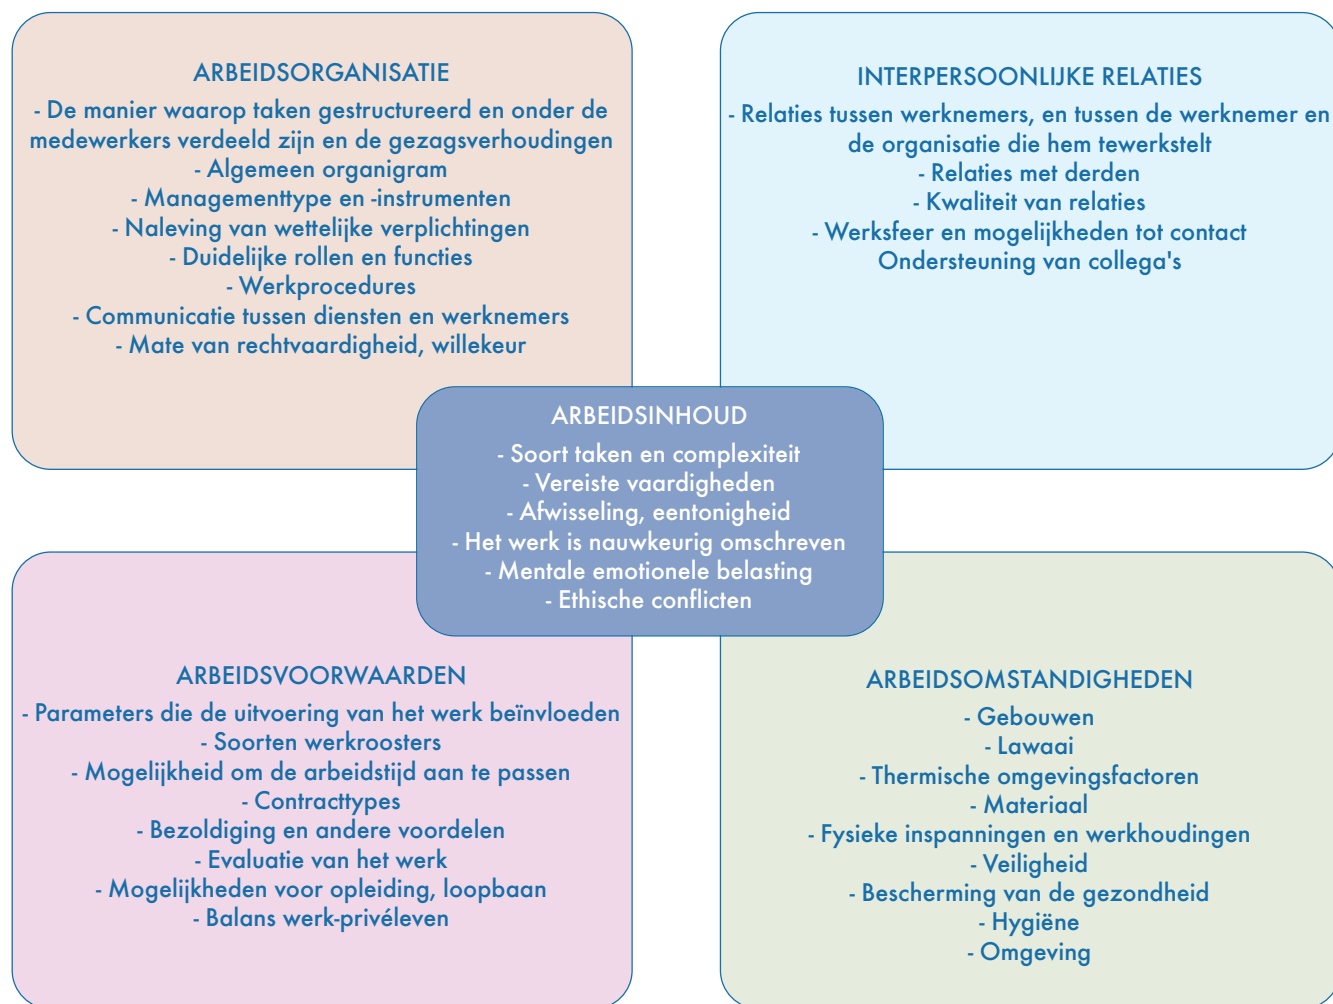 ARBEIDSORGANISATIE
- De manier waarop taken gestructureerd en onder de
medewerkers verdeeld zijn en de gezagsverhoudingen
- Algemeen organigram
- Managementtype en -instrumenten
- Naleving van wettelijke verplichtingen
- Duidelijke rollen en functies
- Werkprocedures
- Communicatie tussen diensten en werknemers
- Mate van rechtvaardigheid, willekeur
INTERPERSOONLIJKE RELATIES
- Relaties tussen werknemers, en tussen de werknemer en
de organisatie die hem tewerkstelt
- Relaties met derden
- Kwaliteit van relaties
- Werksfeer en mogelijkheden tot contact
Ondersteuning van collega's
ARBEIDSINHOUD
- Soort taken en complexiteit
- Vereiste vaardigheden
- Afwisseling, eentonigheid
- Het werk is nauwkeurig omschreven
- Mentale emotionele belasting
- Ethische conflicten
ARBEIDSVOORWAARDEN
- Parameters die de uitvoering van het werk beïnvloeden
- Soorten werkroosters
- Mogelijkheid om de arbeidstijd aan te passen
- Contracttypes
- Bezoldiging en andere voordelen
- Evaluatie van het werk
- Mogelijkheden voor opleiding, loopbaan
- Balans werk-privéleven
ARBEIDSOMSTANDIGHEDEN
- Gebouwen
- Lawaai
- Thermische omgevingsfactoren
- Materiaal
- Fysieke inspanningen en werkhoudingen
- Veiligheid
- Bescherming van de gezondheid
- Hygiëne
- Omgeving